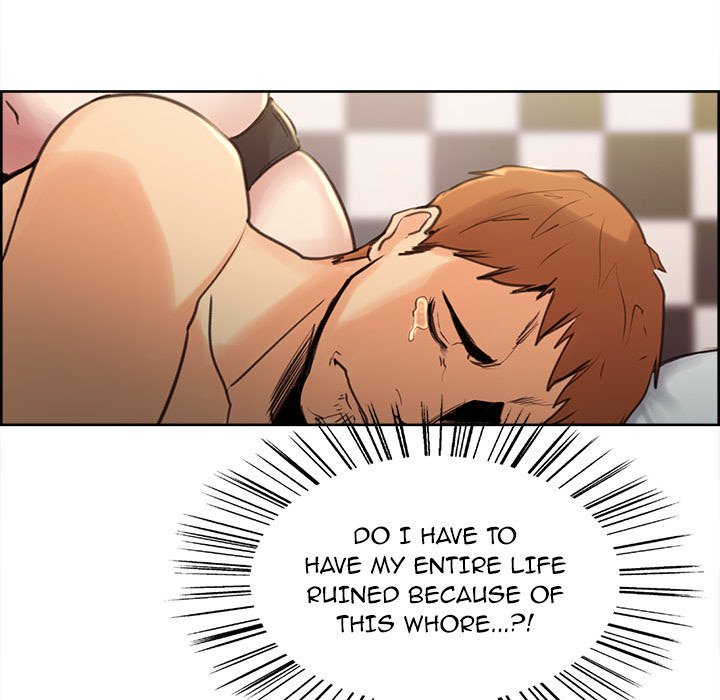 DO I HAVE TO
HAVE MY ENTIRE LIFE
RUINED BECAUSE OF
THIS WHORE...?!